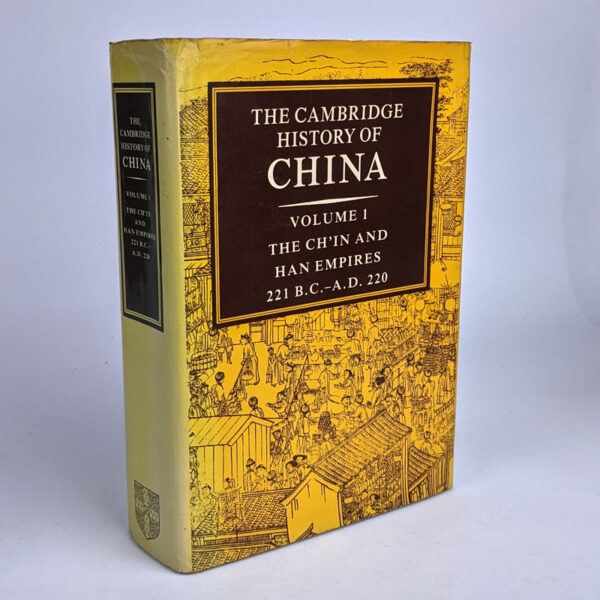 THE
CAMBRIDGE
HISTORY OF
CHINA
VOLUME 1
THE CH'IN
AND
HAN EMPIRES
221 B.C.–
A.D. 220
THE CAMBRIDGE
HISTORY OF
CHINA
VOLUME 1
THE CH'IN AND
HAN EMPIRES
221 B.C.–A.D. 220